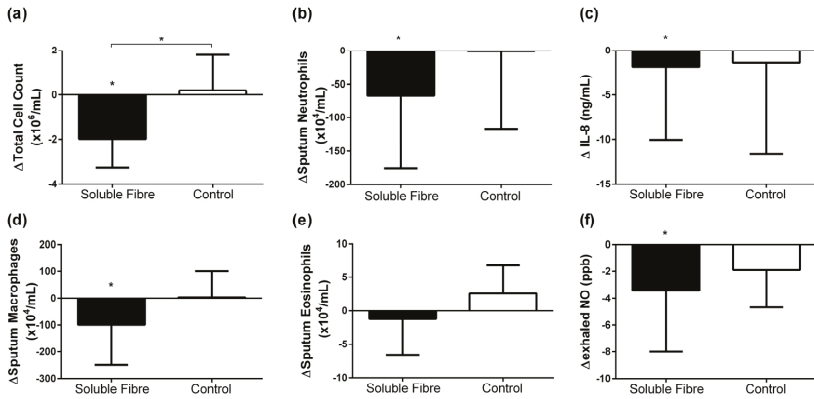 (a)
*
*
ΔTotal Cell Count
(x10⁶/mL)
2
0
-2
-4
Soluble Fibre
Control
(b)
*
ΔSputum Neutrophils
(x10⁴/mL)
0
-50
-100
-150
-200
Soluble Fibre
Control
(c)
*
Δ IL-8 (ng/mL)
0
-5
-10
-15
Soluble Fibre
Control
(d)
*
ΔSputum Macrophages
(x10⁴/mL)
200
100
0
-100
-200
-300
Soluble Fibre
Control
(e)
ΔSputum Eosinophils
(x10⁴/mL)
10
5
0
-5
-10
Soluble Fibre
Control
(f)
*
Δexhaled NO (ppb)
0
-2
-4
-6
-8
-10
Soluble Fibre
Control